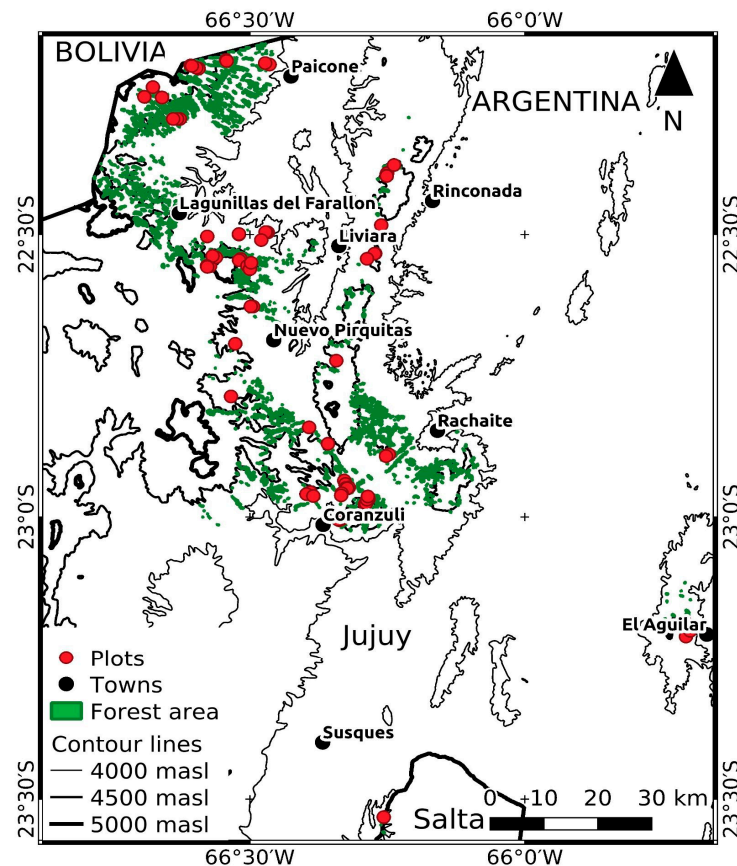 66°30'W 66°0'W
BOLIVIA
Paicone
ARGENTINA
N
Rinconada
Lagunillas del Farallon
22°30'S 22°30'S
Liviara
Nuevo Pirquitas
Rachaite
23°0'S 23°0'S
Coranzuli
El Aguilar
Jujuy
Plots
Towns
Forest area
Susques
Contour lines
4000 masl
4500 masl
5000 masl
23°30'S 23°30'S
Salta
0 10 20 30 km
66°30'W 66°0'W